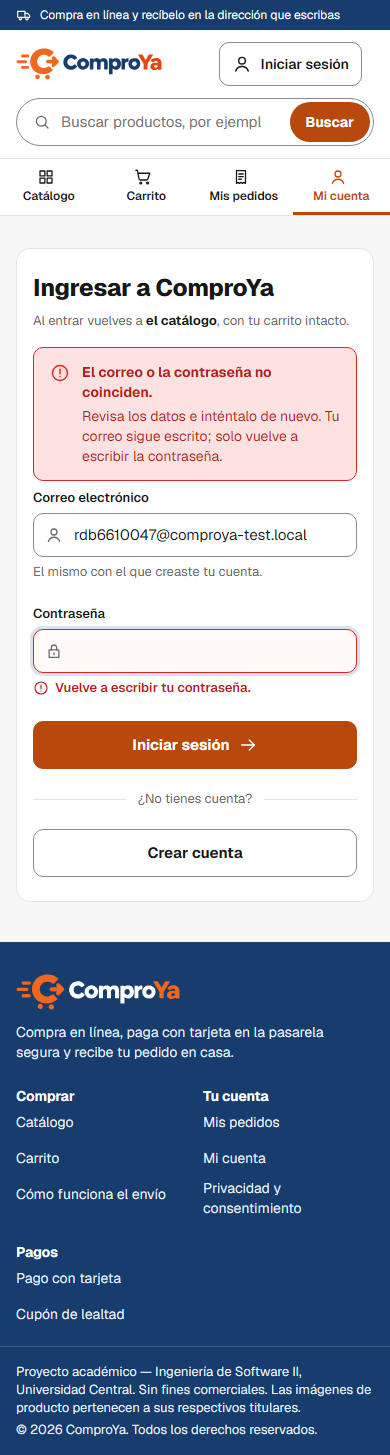 Compra en línea y recíbelo en la dirección que escribas
ComproYa
Iniciar sesión
Buscar productos, por ejempl
Buscar
Catálogo
Carrito
Mis pedidos
Mi cuenta
Ingresar a ComproYa
Al entrar vuelves a el catálogo, con tu carrito intacto.
El correo o la contraseña no
coinciden.
Revisa los datos e inténtalo de nuevo. Tu
correo sigue escrito; solo vuelve a
escribir la contraseña.
Correo electrónico
rdb6610047@comproya-test.local
El mismo con el que creaste tu cuenta.
Contraseña
Vuelve a escribir tu contraseña.
Iniciar sesión
¿No tienes cuenta?
Crear cuenta
ComproYa
Compra en línea, paga con tarjeta en la pasarela
segura y recibe tu pedido en casa.
Comprar
Catálogo
Carrito
Cómo funciona el envío
Tu cuenta
Mis pedidos
Mi cuenta
Privacidad y
consentimiento
Pagos
Pago con tarjeta
Cupón de lealtad
Proyecto académico — Ingeniería de Software II,
Universidad Central. Sin fines comerciales. Las imágenes de
producto pertenecen a sus respectivos titulares.
© 2026 ComproYa. Todos los derechos reservados.